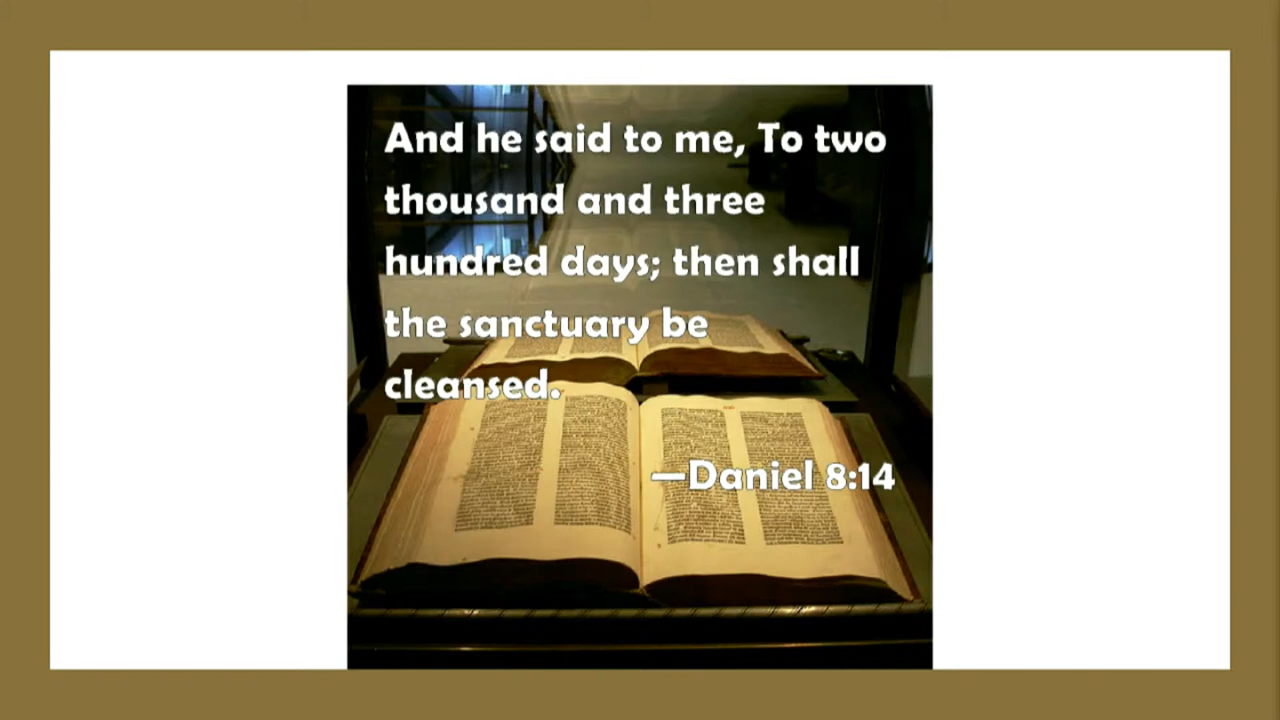 And he said to me, To two
thousand and three
hundred days; then shall
the sanctuary be
cleansed.
—Daniel 8:14